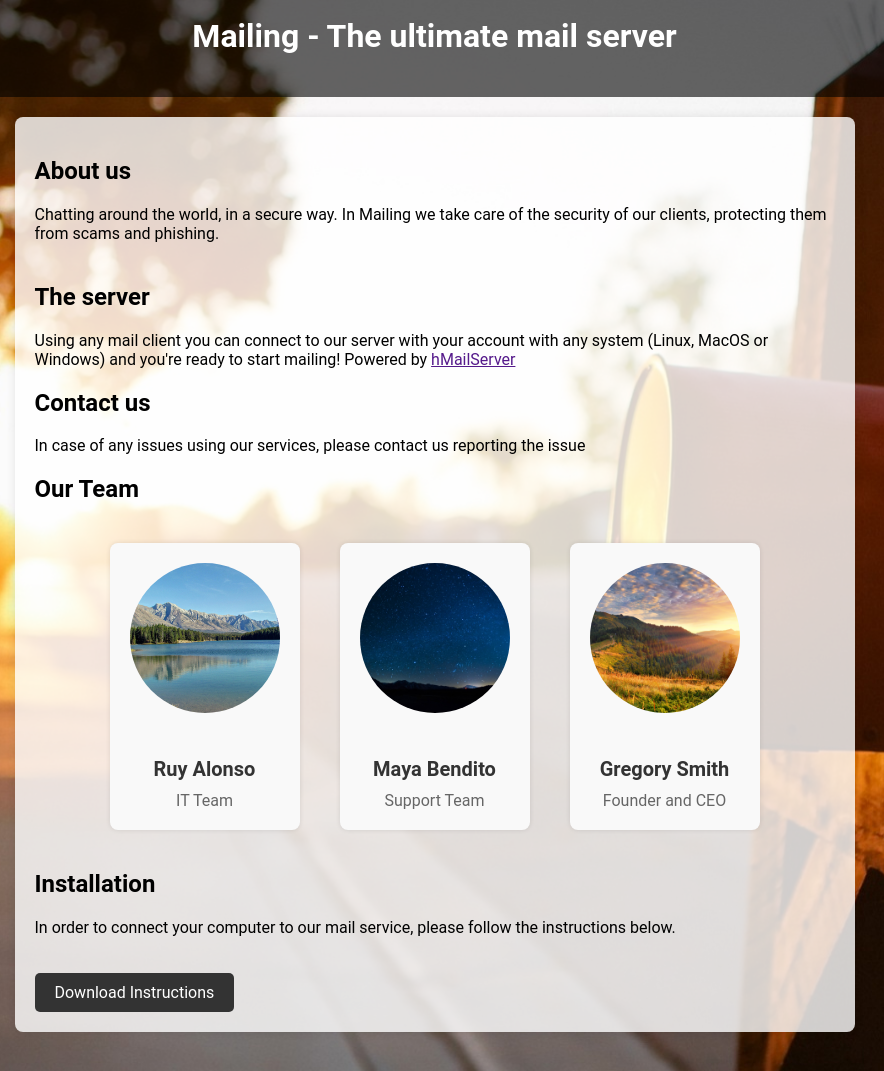 Mailing - The ultimate mail server
About us
Chatting around the world, in a secure way. In Mailing we take care of the security of our clients, protecting them
from scams and phishing.
The server
Using any mail client you can connect to our server with your account with any system (Linux, MacOS or
Windows) and you're ready to start mailing! Powered by hMailServer
Contact us
In case of any issues using our services, please contact us reporting the issue
Our Team
Ruy Alonso
IT Team
Maya Bendito
Support Team
Gregory Smith
Founder and CEO
Installation
In order to connect your computer to our mail service, please follow the instructions below.
Download Instructions